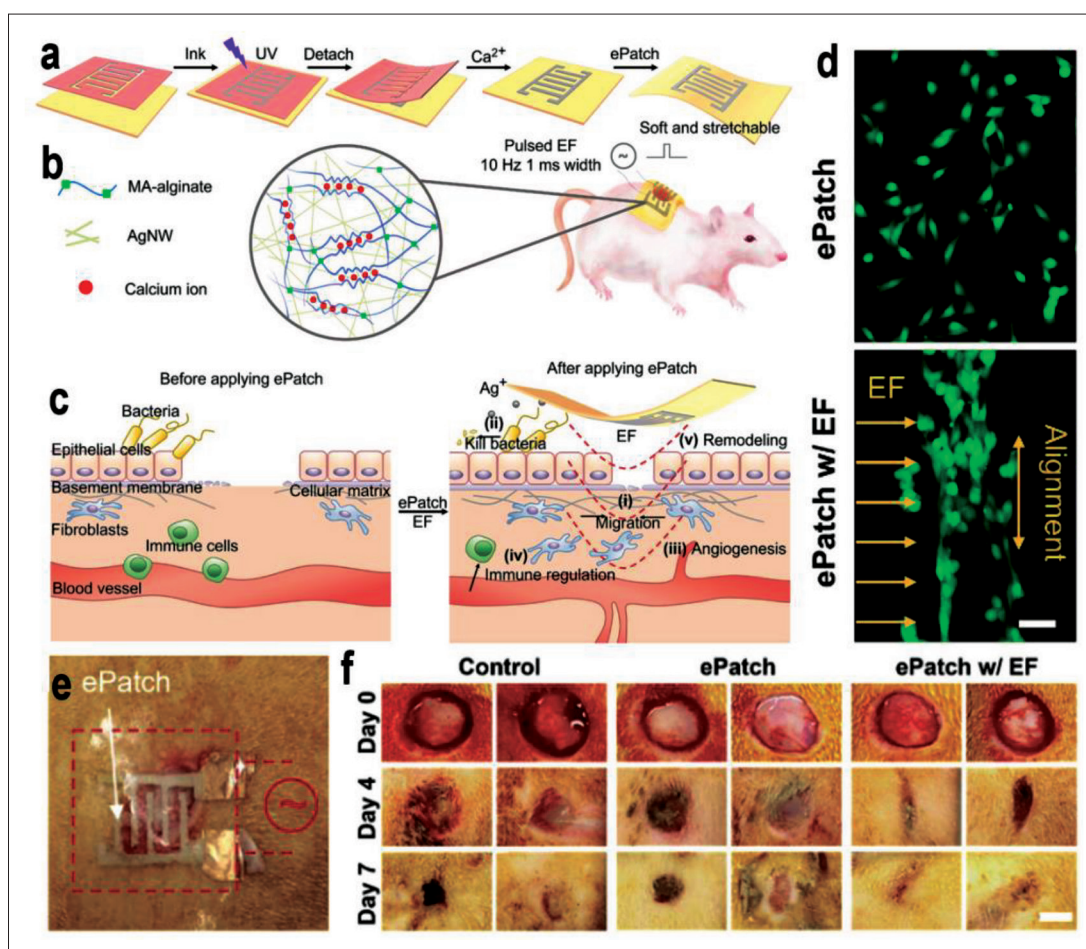 a
Ink
UV
Detach
Ca²⁺
ePatch
b
MA-alginate
AgNW
Calcium ion
Pulsed EF
10 Hz 1 ms width
~
Soft and stretchable
c
Before applying ePatch
Bacteria
Epithelial cells
Basement membrane
Cellular matrix
Fibroblasts
Immune cells
Blood vessel
ePatch
EF
After applying ePatch
Ag⁺
(ii)
Kill bacteria
EF
(v) Remodeling
(i)
Migration
(iv)
Immune regulation
(iii) Angiogenesis
d
ePatch
ePatch w/ EF
EF
Alignment
e
ePatch
f
Control
ePatch
ePatch w/ EF
Day 0
Day 4
Day 7